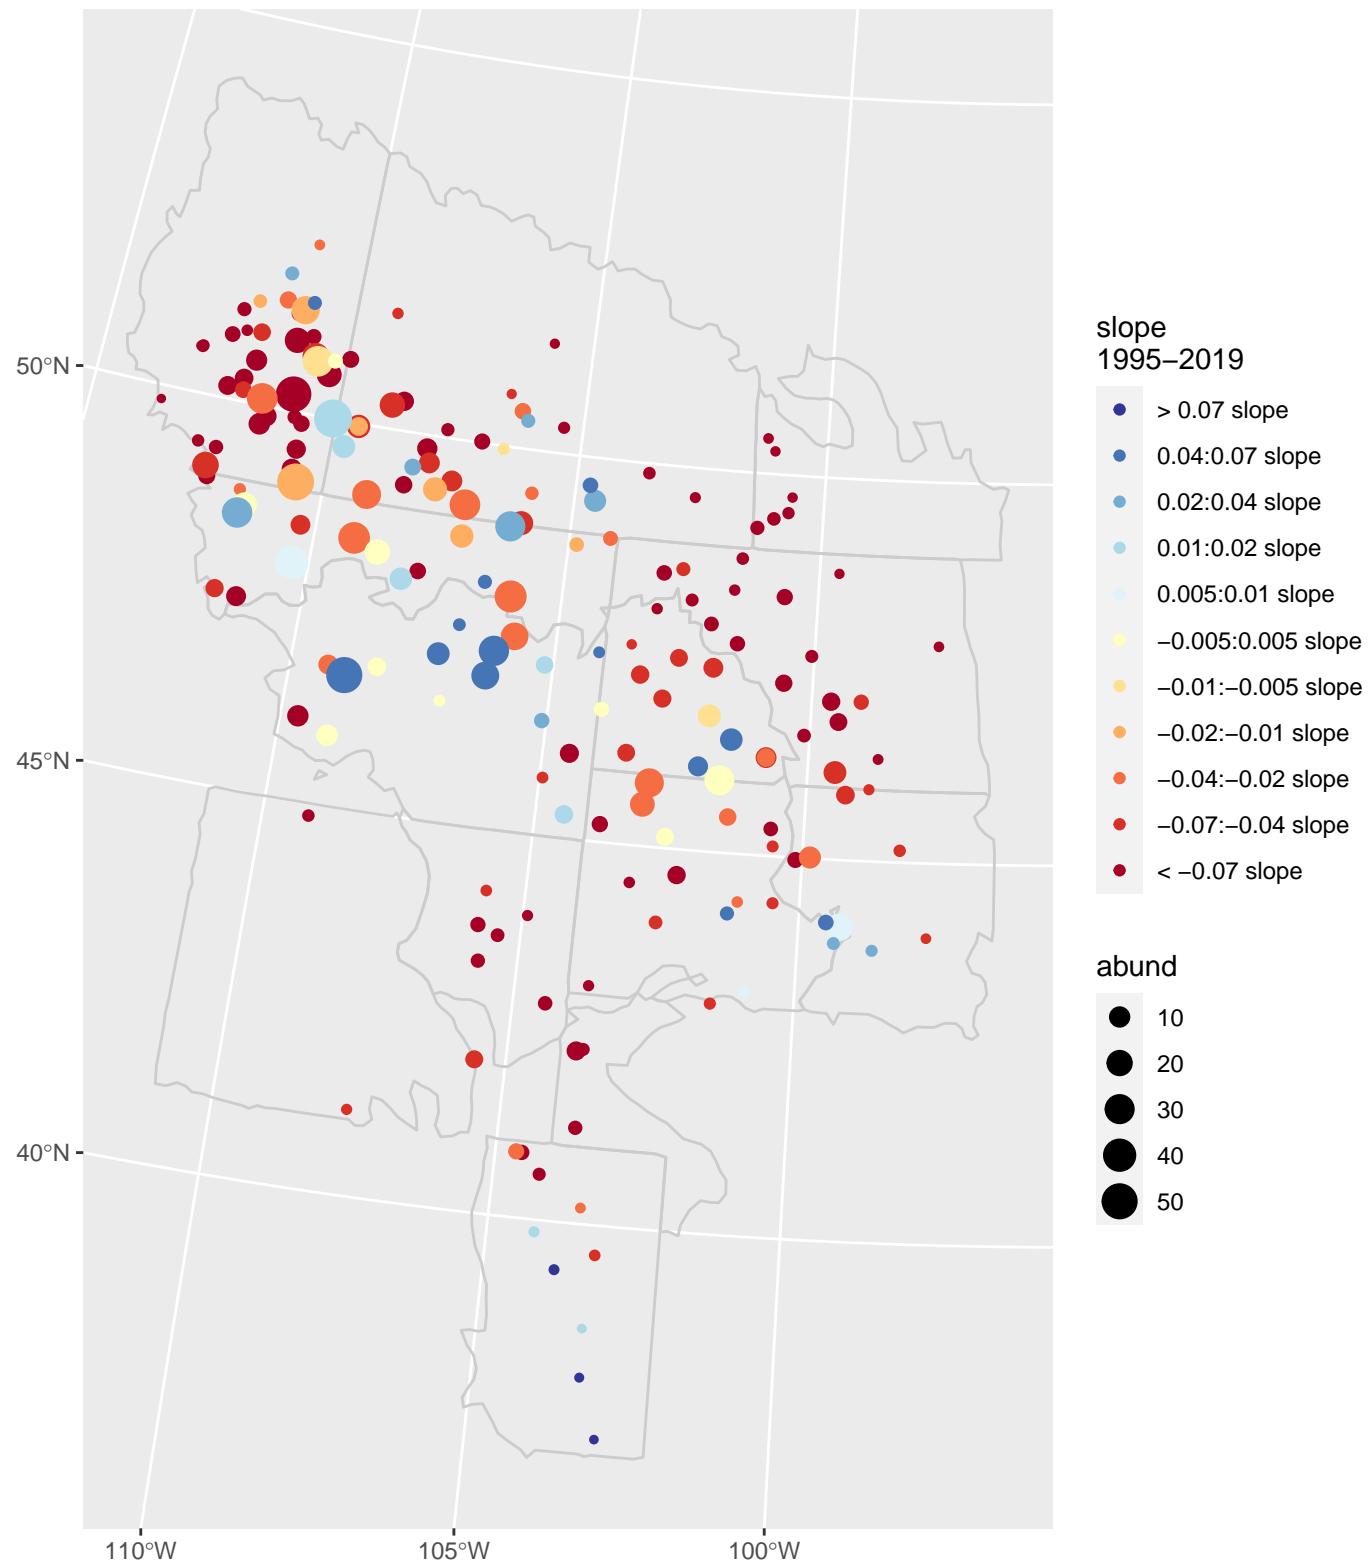 50°N
45°N
40°N
110°W
105°W
100°W
slope
1995−2019
> 0.07 slope
0.04:0.07 slope
0.02:0.04 slope
0.01:0.02 slope
0.005:0.01 slope
−0.005:0.005 slope
−0.01:−0.005 slope
−0.02:−0.01 slope
−0.04:−0.02 slope
−0.07:−0.04 slope
< −0.07 slope
abund
10
20
30
40
50